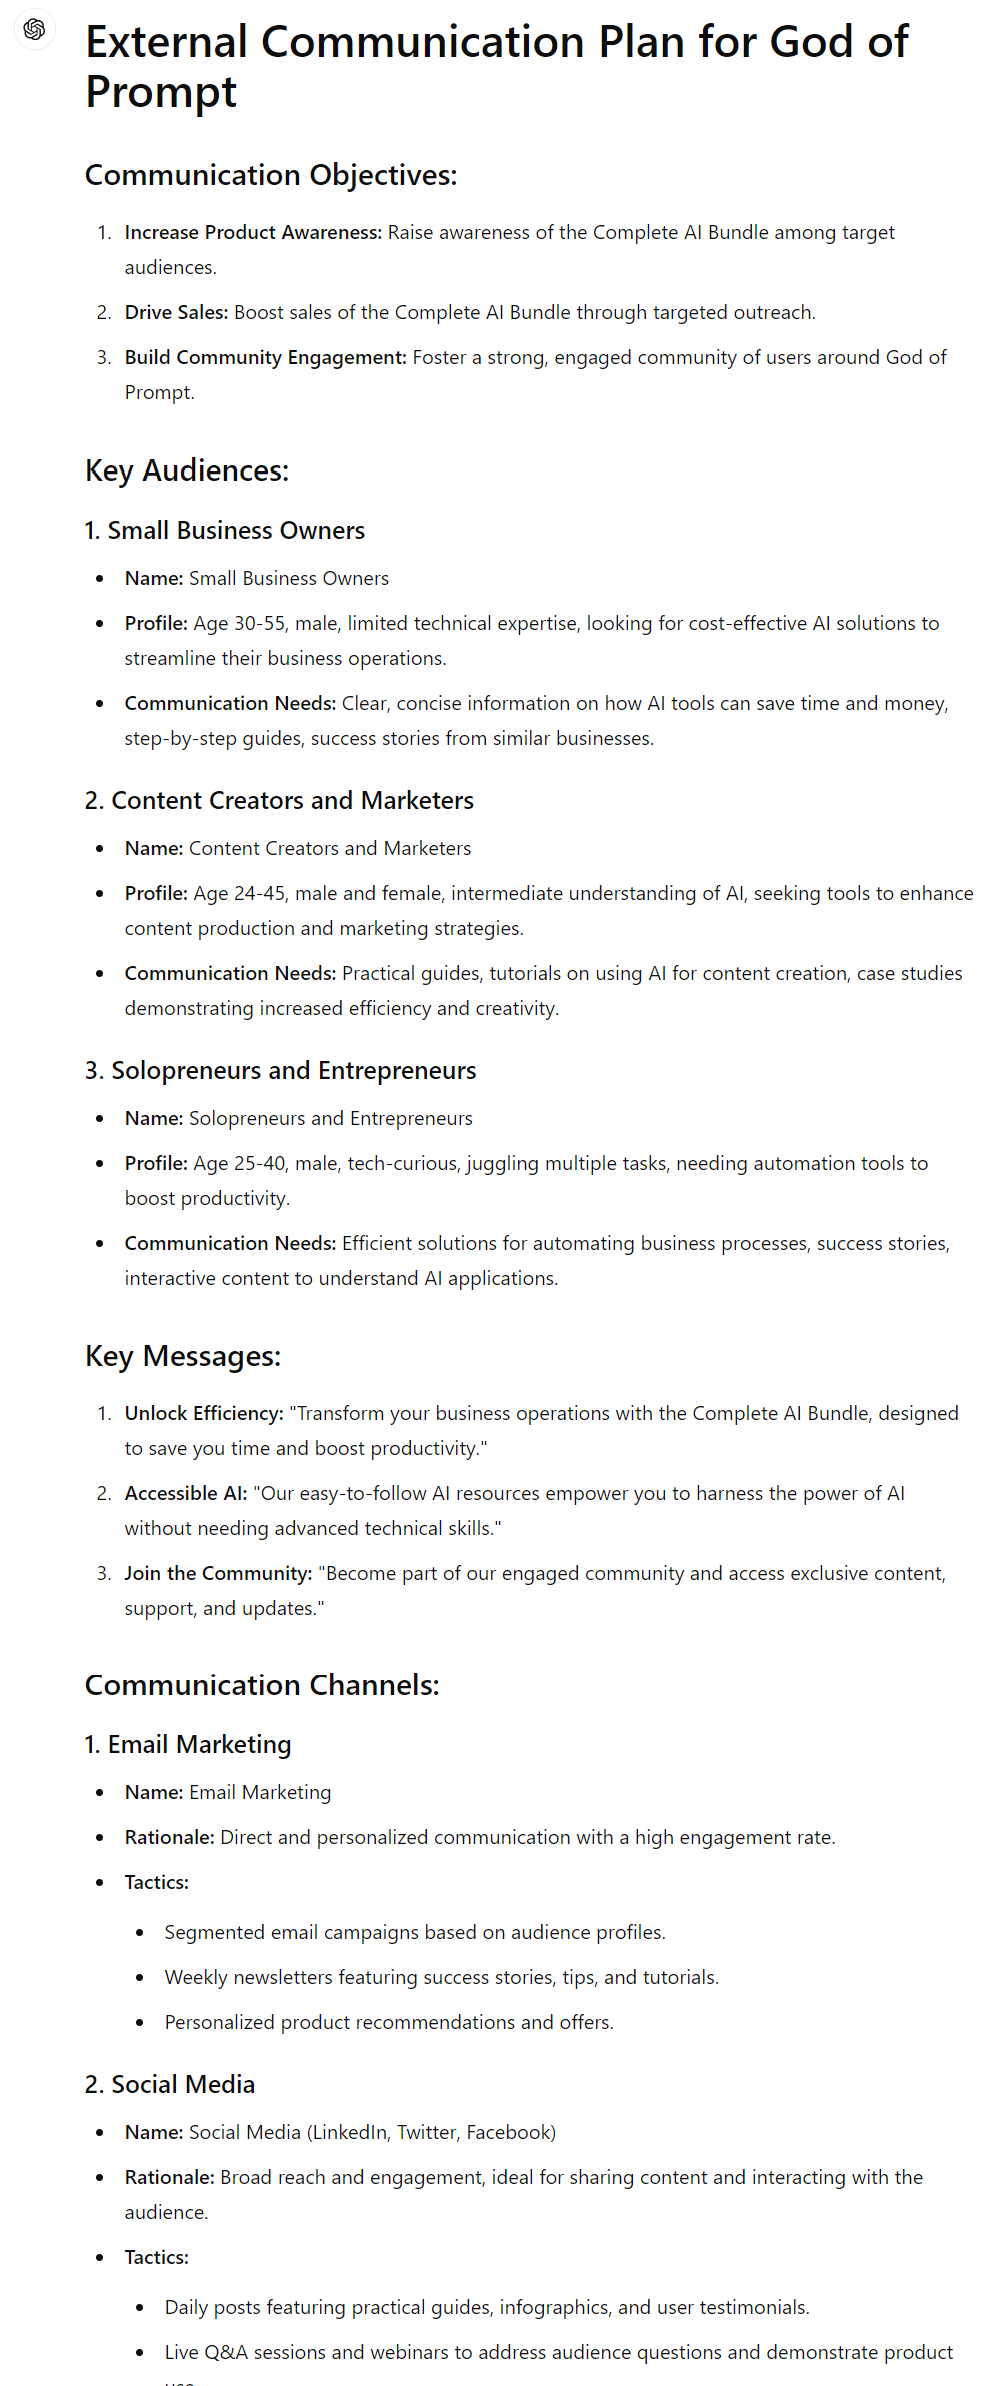 External Communication Plan for God of
Prompt
Communication Objectives:
1. Increase Product Awareness: Raise awareness of the Complete AI Bundle among target
audiences.
2. Drive Sales: Boost sales of the Complete AI Bundle through targeted outreach.
3. Build Community Engagement: Foster a strong, engaged community of users around God of
Prompt.
Key Audiences:
1. Small Business Owners
• Name: Small Business Owners
• Profile: Age 30-55, male, limited technical expertise, looking for cost-effective AI solutions to
streamline their business operations.
• Communication Needs: Clear, concise information on how AI tools can save time and money,
step-by-step guides, success stories from similar businesses.
2. Content Creators and Marketers
• Name: Content Creators and Marketers
• Profile: Age 24-45, male and female, intermediate understanding of AI, seeking tools to enhance
content production and marketing strategies.
• Communication Needs: Practical guides, tutorials on using AI for content creation, case studies
demonstrating increased efficiency and creativity.
3. Solopreneurs and Entrepreneurs
• Name: Solopreneurs and Entrepreneurs
• Profile: Age 25-40, male, tech-curious, juggling multiple tasks, needing automation tools to
boost productivity.
• Communication Needs: Efficient solutions for automating business processes, success stories,
interactive content to understand AI applications.
Key Messages:
1. Unlock Efficiency: "Transform your business operations with the Complete AI Bundle, designed
to save you time and boost productivity."
2. Accessible AI: "Our easy-to-follow AI resources empower you to harness the power of AI
without needing advanced technical skills."
3. Join the Community: "Become part of our engaged community and access exclusive content,
support, and updates."
Communication Channels:
1. Email Marketing
• Name: Email Marketing
• Rationale: Direct and personalized communication with a high engagement rate.
• Tactics:
• Segmented email campaigns based on audience profiles.
• Weekly newsletters featuring success stories, tips, and tutorials.
• Personalized product recommendations and offers.
2. Social Media
• Name: Social Media (LinkedIn, Twitter, Facebook)
• Rationale: Broad reach and engagement, ideal for sharing content and interacting with the
audience.
• Tactics:
• Daily posts featuring practical guides, infographics, and user testimonials.
• Live Q&A sessions and webinars to address audience questions and demonstrate product